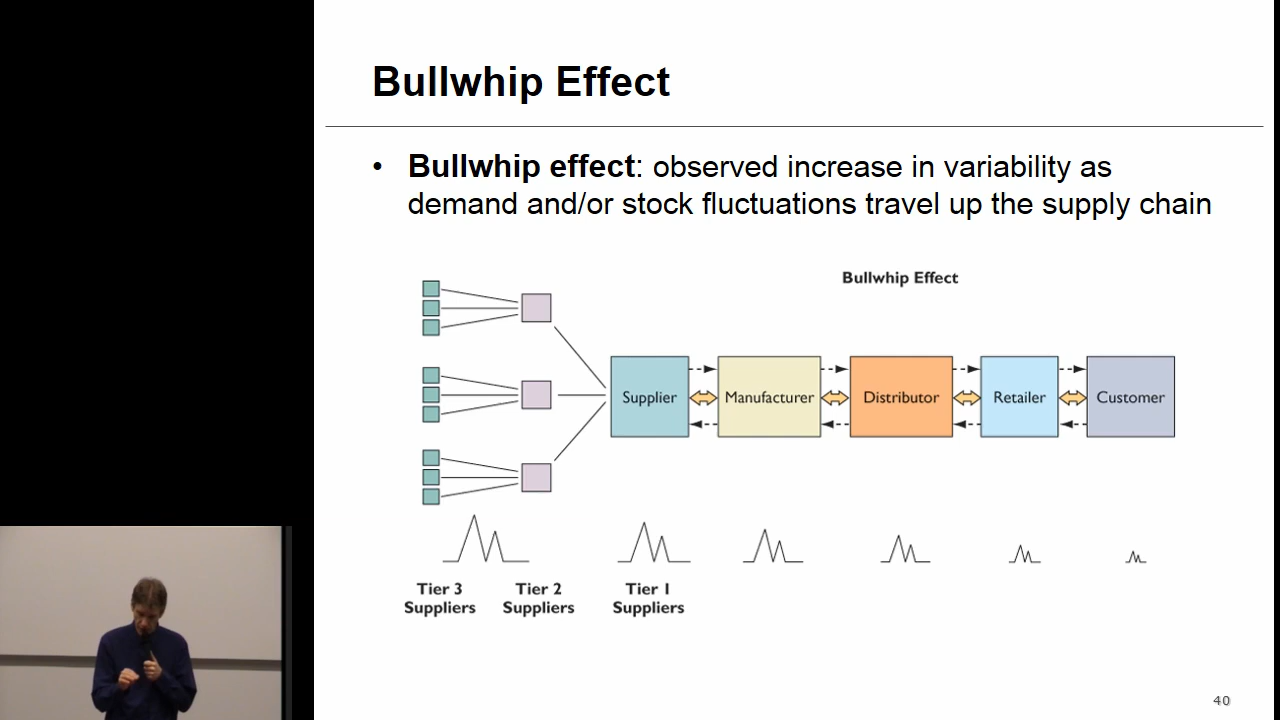 Bullwhip Effect
• Bullwhip effect: observed increase in variability as
demand and/or stock fluctuations travel up the supply chain
Bullwhip Effect
Supplier
Manufacturer
Distributor
Retailer
Customer
Tier 3
Suppliers
Tier 2
Suppliers
Tier 1
Suppliers
40